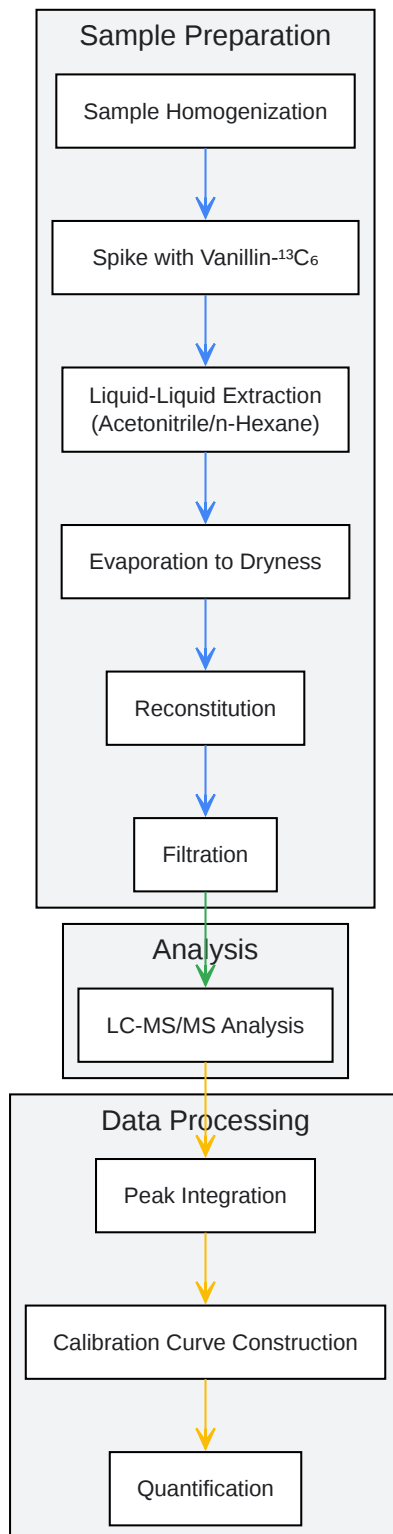 Sample Preparation
Sample Homogenization
Spike with Vanillin-¹³C₆
Liquid-Liquid Extraction
(Acetonitrile/n-Hexane)
Evaporation to Dryness
Reconstitution
Filtration
Analysis
LC-MS/MS Analysis
Data Processing
Peak Integration
Calibration Curve Construction
Quantification